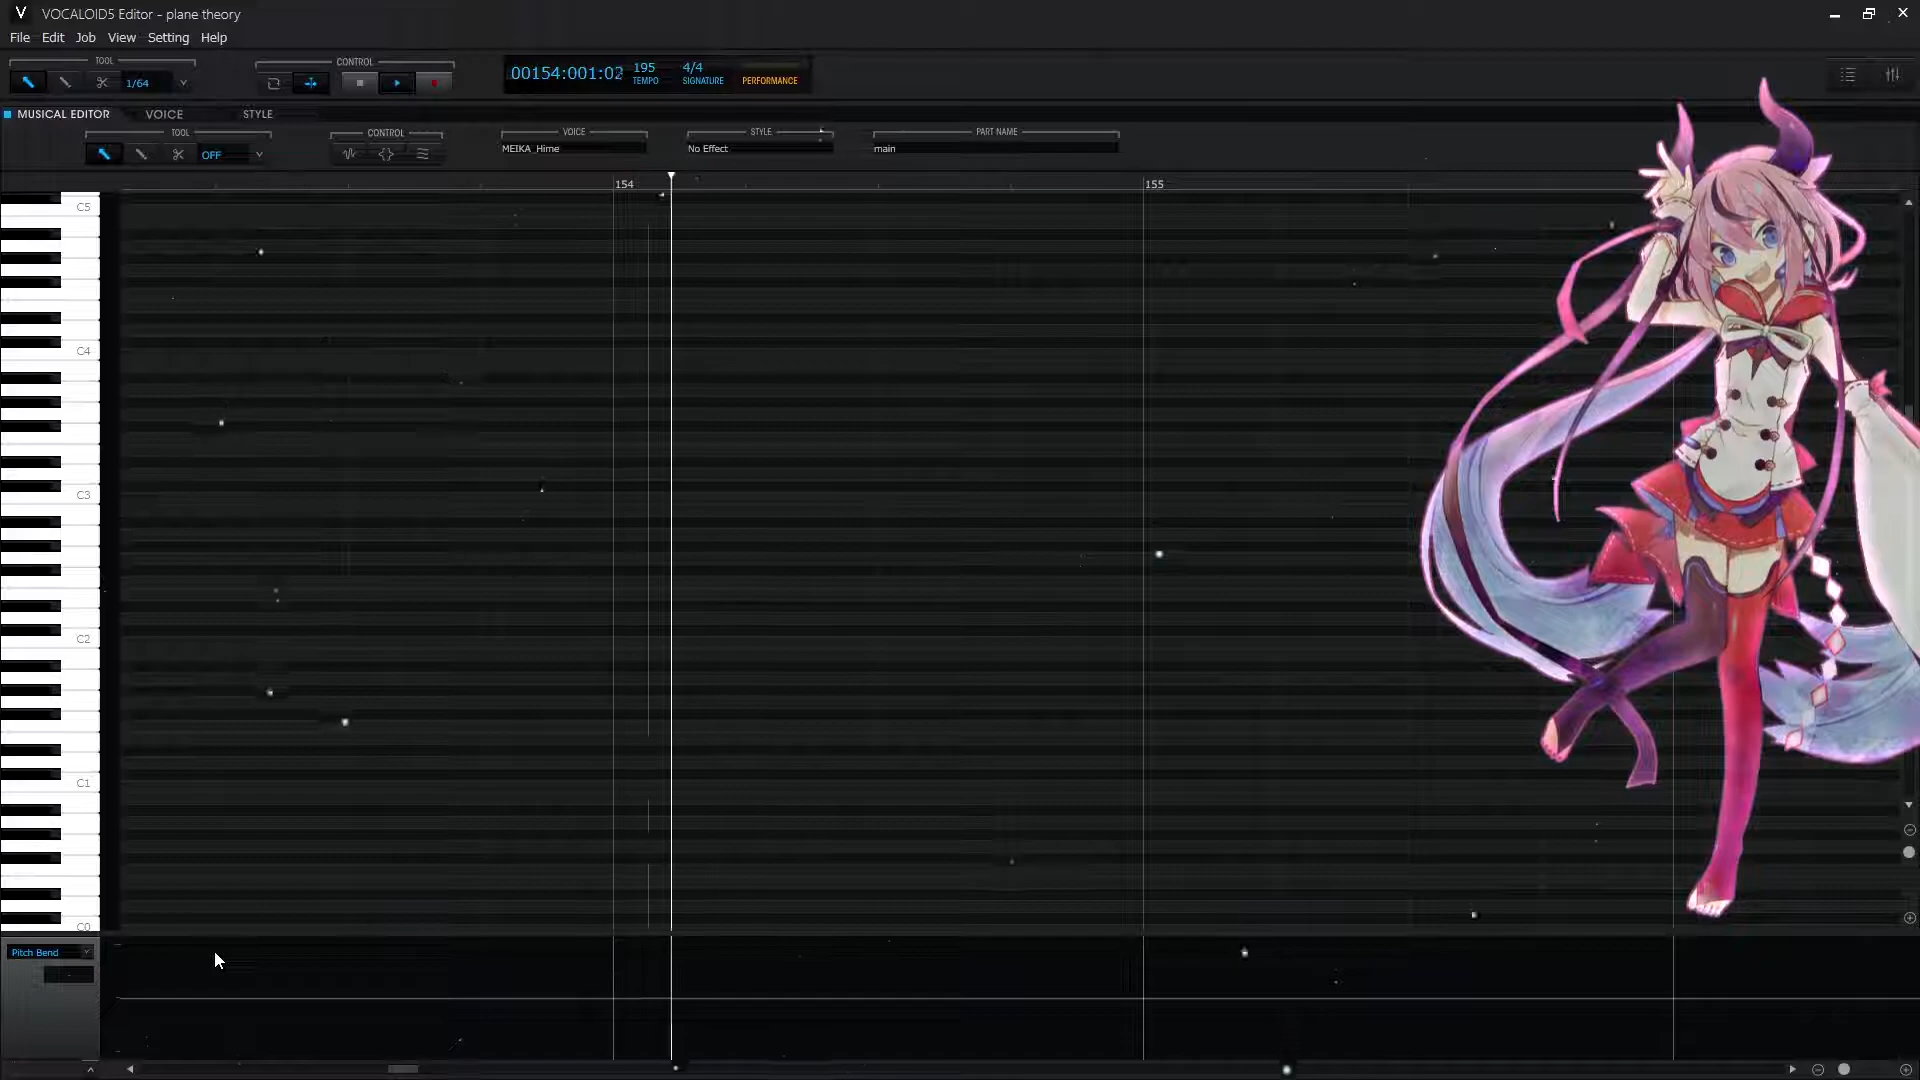 VOCALOID5 Editor - plane theory
File Edit Job View Setting Help
TOOL CONTROL
1/64
00154:001:02 195 4/4
TEMPO SIGNATURE PERFORMANCE
MUSICAL EDITOR VOICE STYLE
TOOL CONTROL VOICE STYLE PART NAME
OFF MEIKA_Hime No Effect main
154 155
C5
C4
C3
C2
C1
C0
Pitch Bend